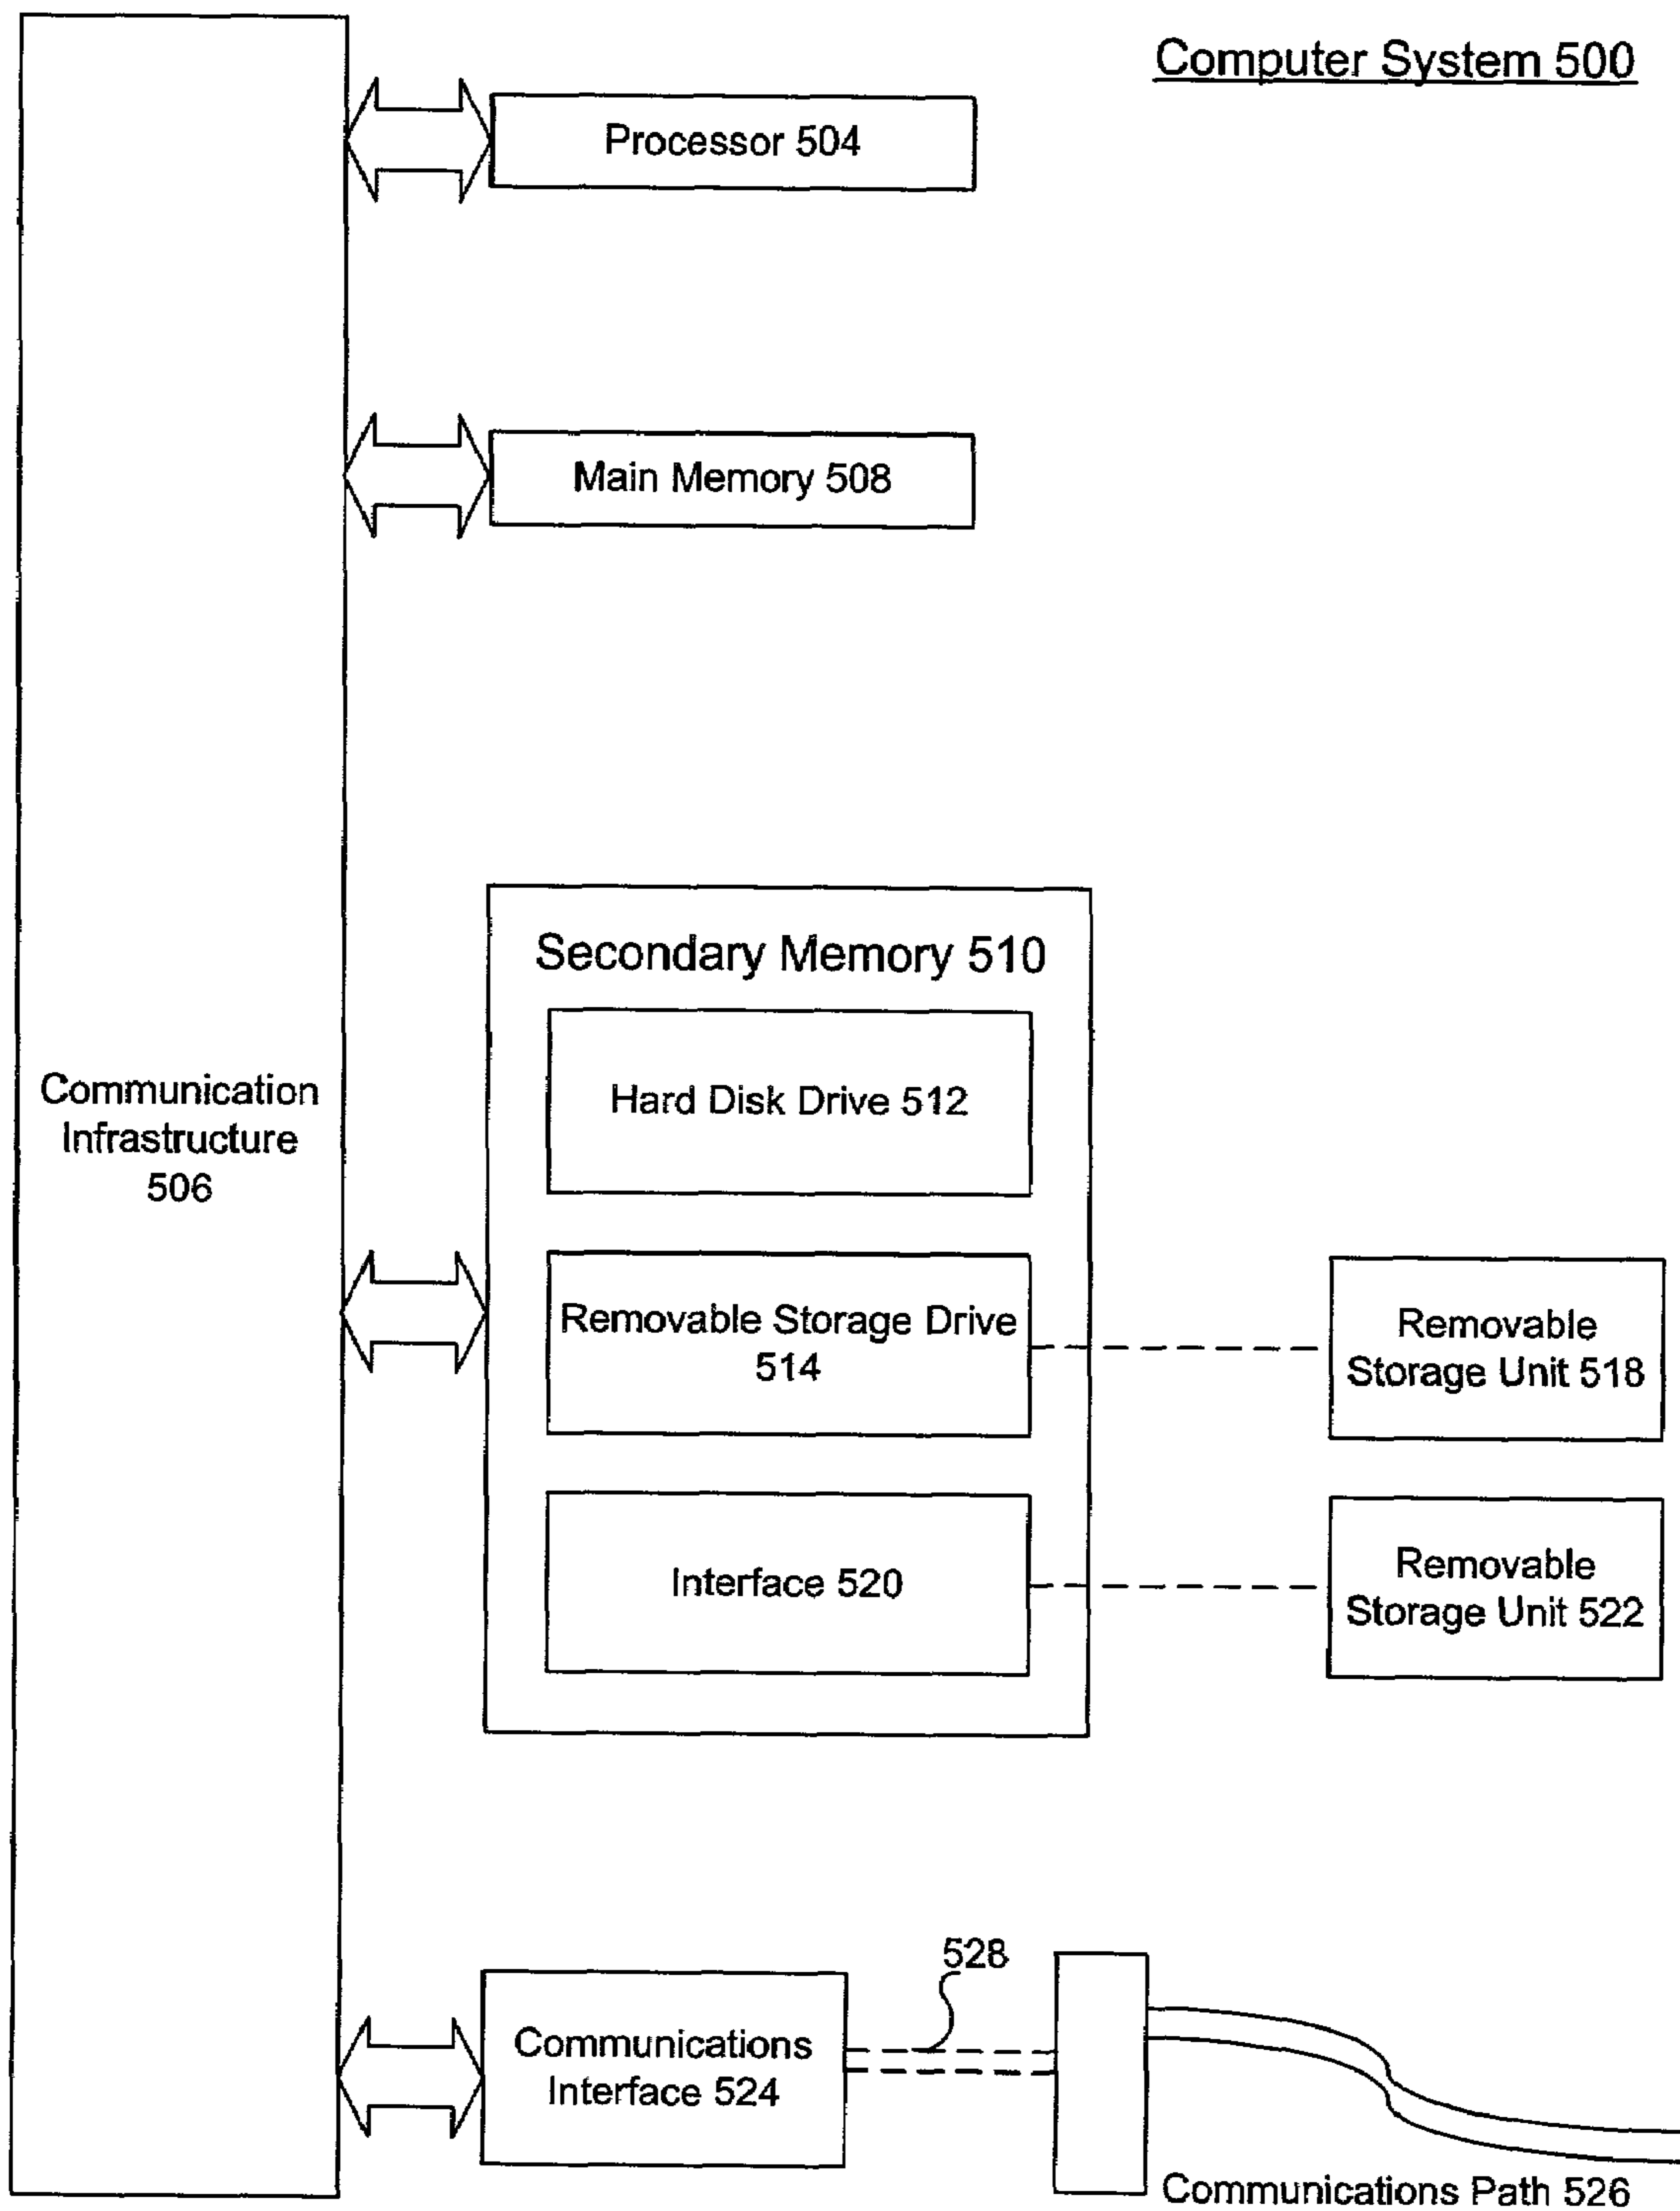 Computer System 500
Processor 504
Main Memory 508
Secondary Memory 510
Hard Disk Drive 512
Communication
Infrastructure
506
Removable Storage Drive
514
Removable
Storage Unit 518
Interface 520
Removable
Storage Unit 522
528
Communications
Interface 524
Communications Path 526